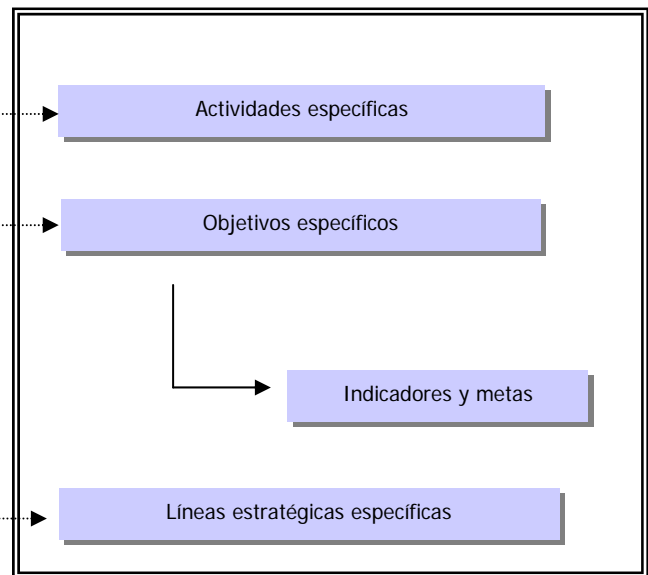 Actividades específicas
Objetivos específicos
Indicadores y metas
Líneas estratégicas específicas